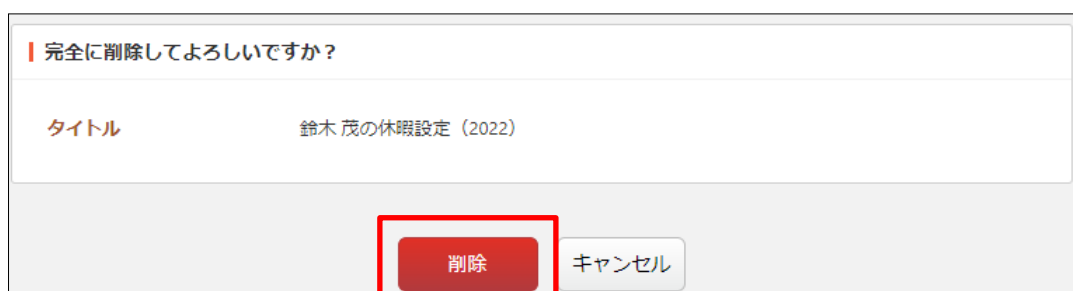 完全に削除してよろしいですか？
タイトル 鈴木 茂の休暇設定（2022）
削除 キャンセル